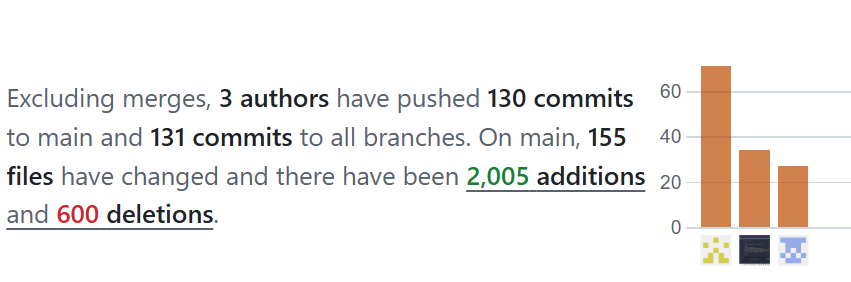 Excluding merges, 3 authors have pushed 130 commits
to main and 131 commits to all branches. On main, 155
files have changed and there have been 2,005 additions
and 600 deletions.
60
40
20
0